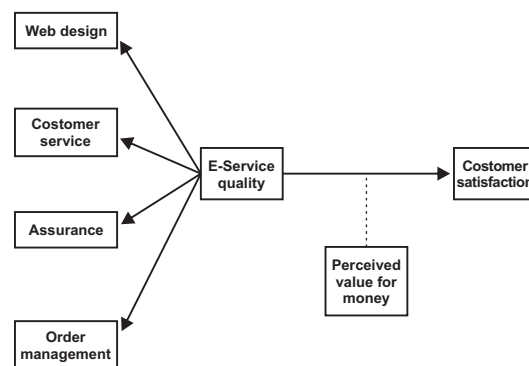 Web design
Costomer
service
Assurance
Order
management
E-Service
quality
Perceived
value for
money
Costomer
satisfaction